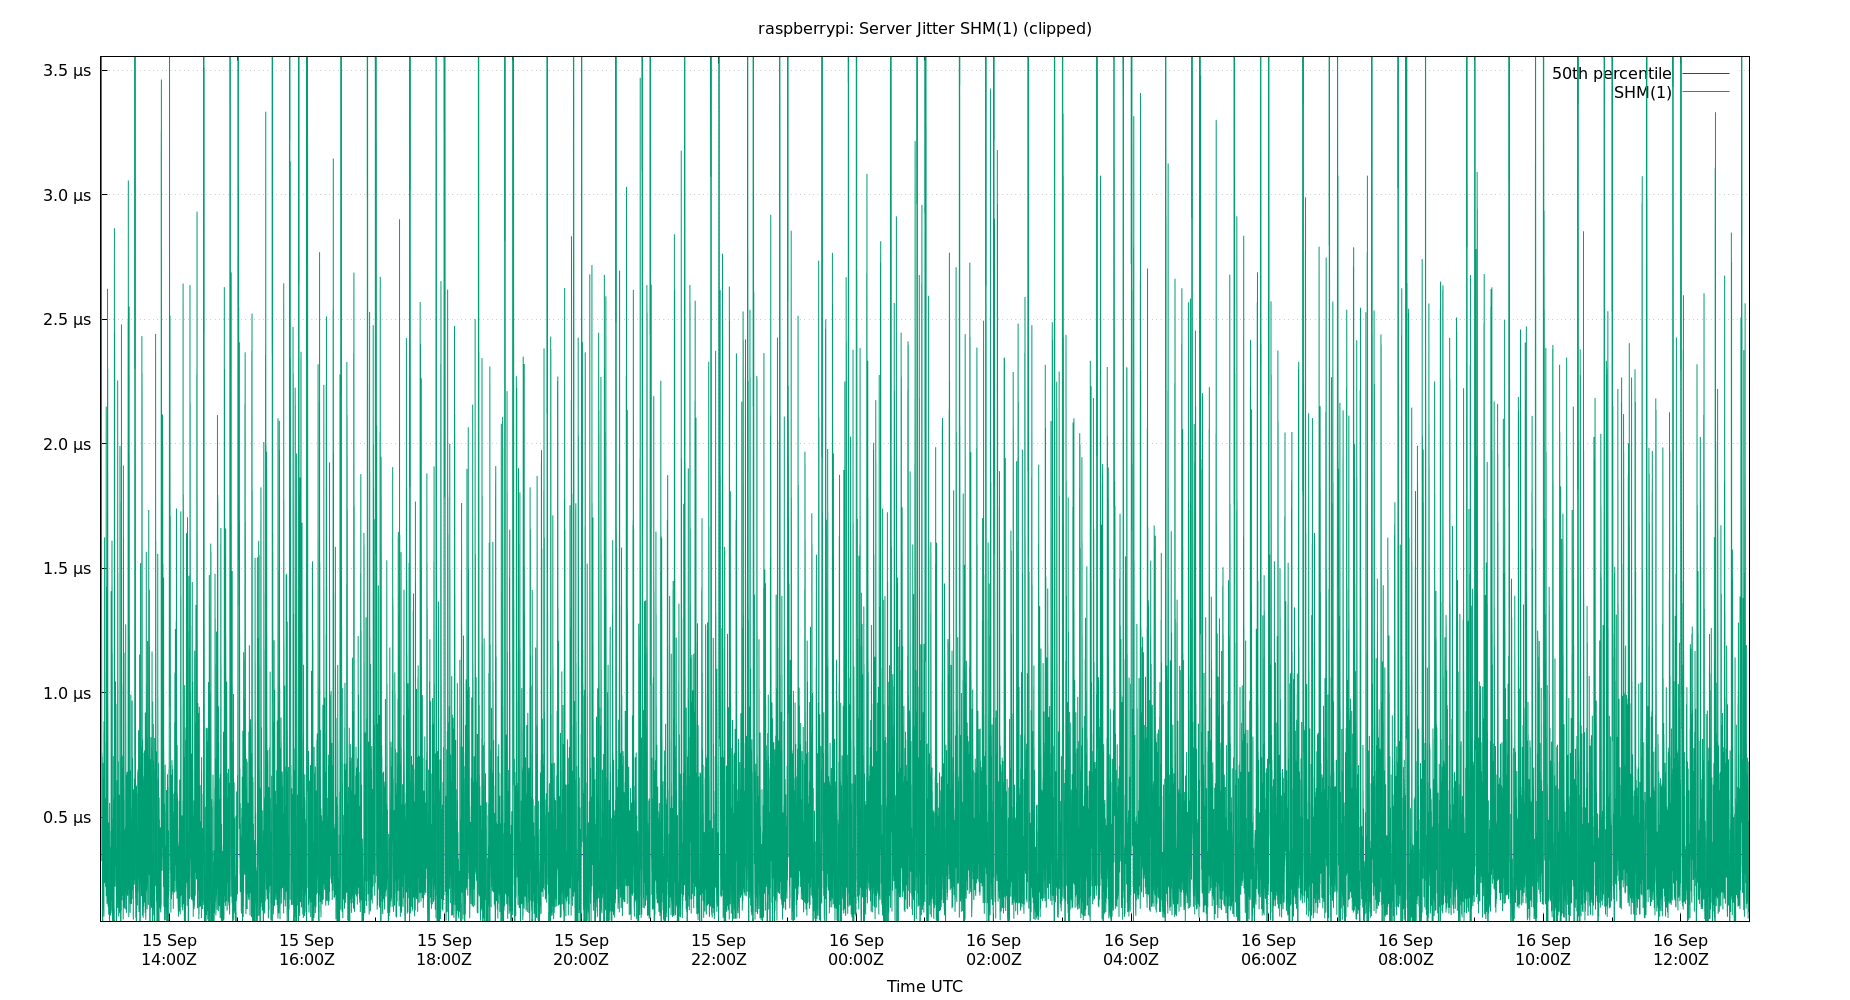 raspberrypi: Server Jitter SHM(1) (clipped)
50th percentile
SHM(1)
3.5 µs
3.0 µs
2.5 µs
2.0 µs
1.5 µs
1.0 µs
0.5 µs
15 Sep 15 Sep 15 Sep 15 Sep 15 Sep 16 Sep 16 Sep 16 Sep 16 Sep 16 Sep 16 Sep 16 Sep
14:00Z 16:00Z 18:00Z 20:00Z 22:00Z 00:00Z 02:00Z 04:00Z 06:00Z 08:00Z 10:00Z 12:00Z
Time UTC